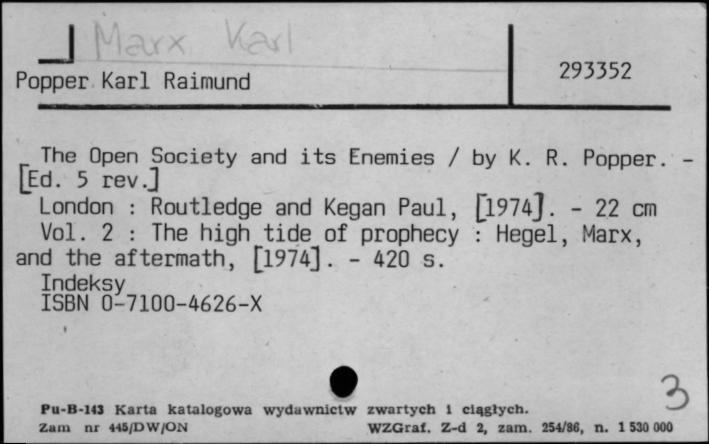 Marx Karl
Popper Karl Raimund
293352
The Open Society and its Enemies / by K. R. Popper. -
[Ed. 5 rev.]
London : Routledge and Kegan Paul, [1974]. - 22 cm
Vol. 2 : The high tide of prophecy : Hegel, Marx,
and the aftermath, [1974]. - 420 s.
Indeksy
ISBN 0-7100-4626-X
3
Pu-B-143 Karta katalogowa wydawnictw zwartych i ciągłych.
Zam nr 445/DW/ON WZGraf. Z-d 2, zam. 254/86, n. 1 530 000